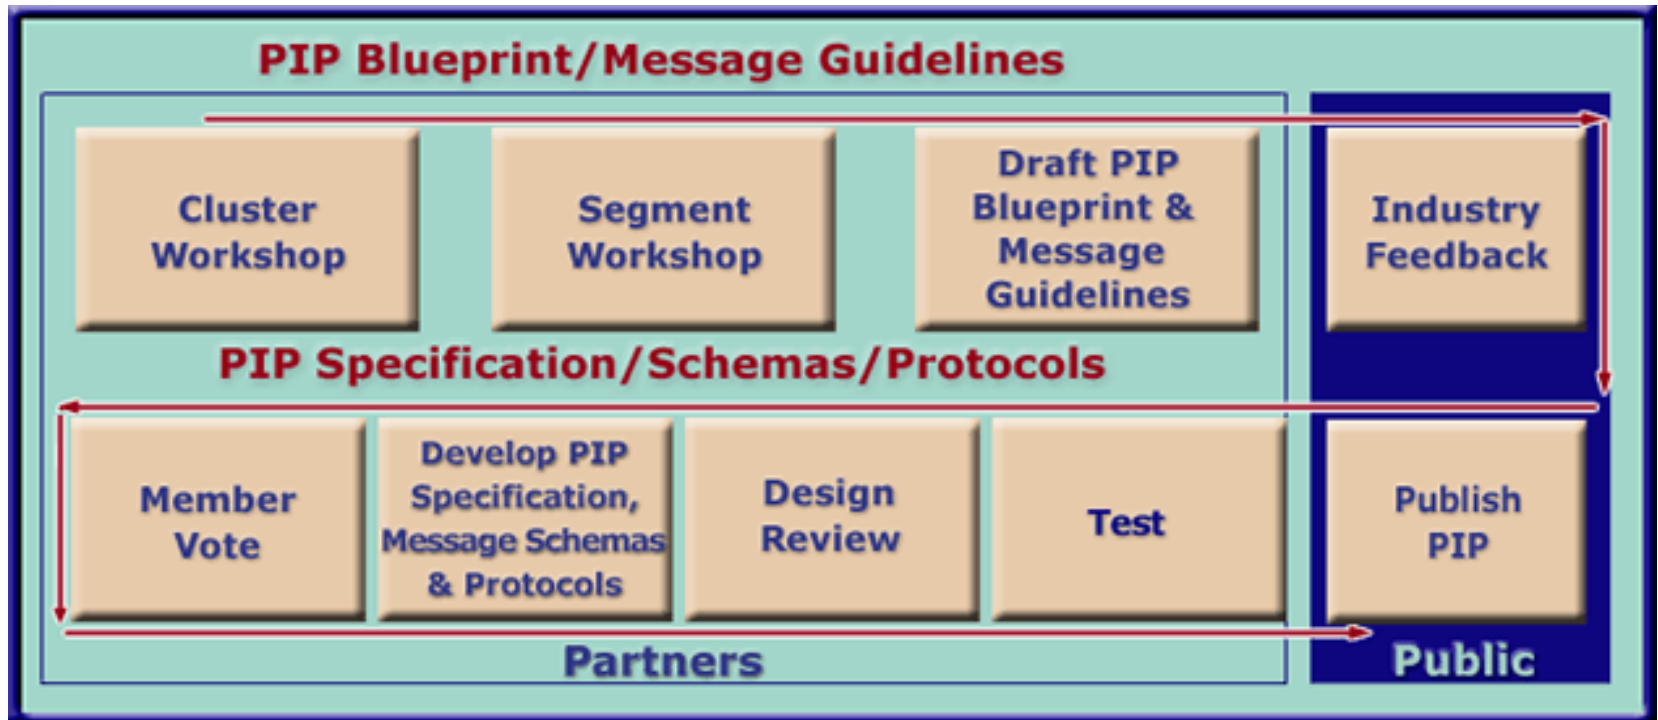 PIP Blueprint/Message Guidelines
Cluster
Workshop
Segment
Workshop
Draft PIP
Blueprint &
Message
Guidelines
Industry
Feedback
PIP Specification/Schemas/Protocols
Member
Vote
Develop PIP
Specification,
Message Schemas
& Protocols
Design
Review
Test
Publish
PIP
Partners
Public